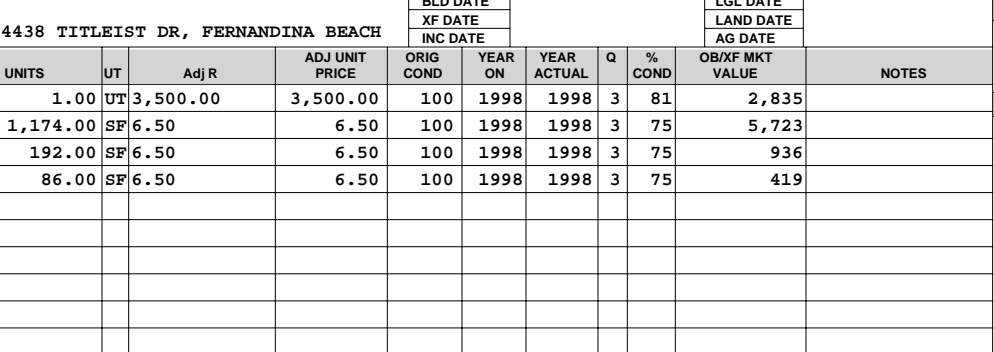 BLD DATE LGL DATE
XF DATE LAND DATE
4438 TITLEIST DR, FERNANDINA BEACH INC DATE AG DATE
UNITS UT Adj R ADJ UNIT PRICE ORIG COND YEAR ON YEAR ACTUAL Q % COND OB/XF MKT VALUE NOTES
1.00 UT 3,500.00 3,500.00 100 1998 1998 3 81 2,835
1,174.00 SF 6.50 6.50 100 1998 1998 3 75 5,723
192.00 SF 6.50 6.50 100 1998 1998 3 75 936
86.00 SF 6.50 6.50 100 1998 1998 3 75 419